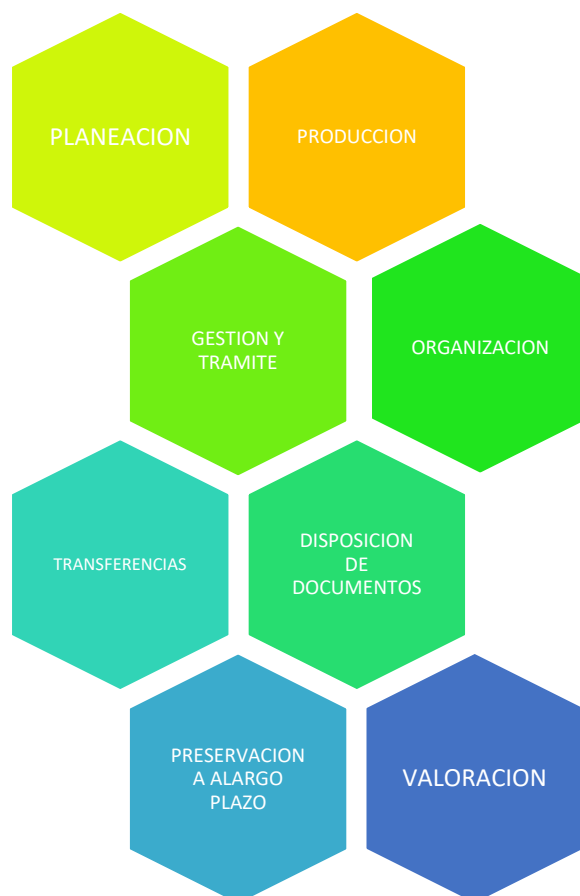 PLANEACION
PRODUCCION
GESTION Y
TRAMITE
ORGANIZACION
TRANSFERENCIAS
DISPOSICION
DE
DOCUMENTOS
PRESERVACION
A ALARGO
PLAZO
VALORACION